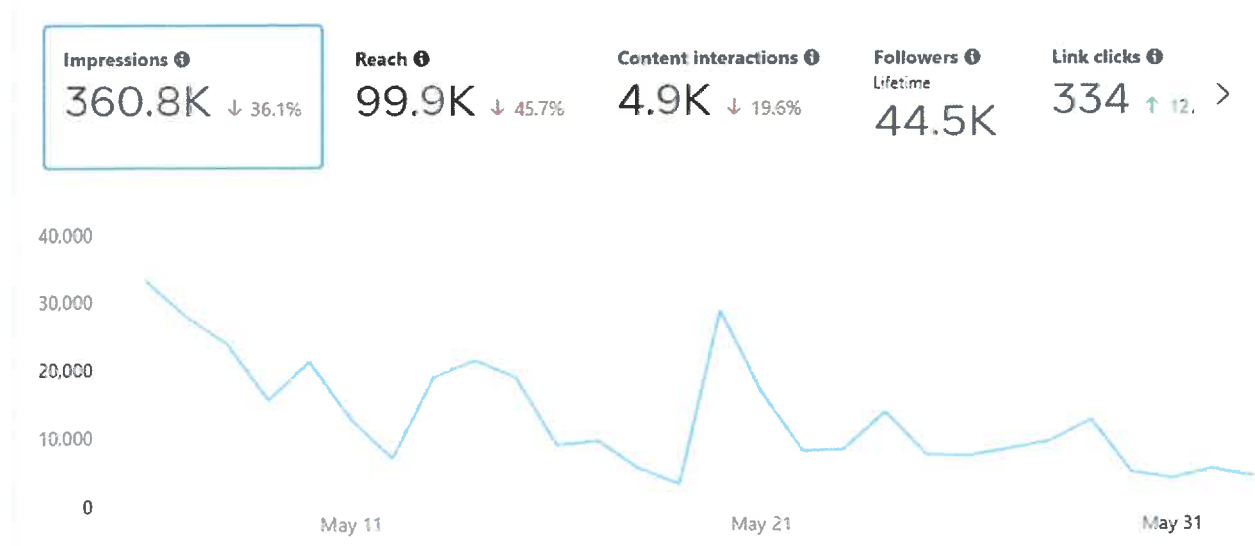 Impressions
360.8K ↓ 36.1%
Reach
99.9K ↓ 45.7%
Content interactions
4.9K ↓ 19.6%
Followers
Lifetime
44.5K
Link clicks
334 ↑ 12.
40,000
30,000
20,000
10,000
0
May 11
May 21
May 31